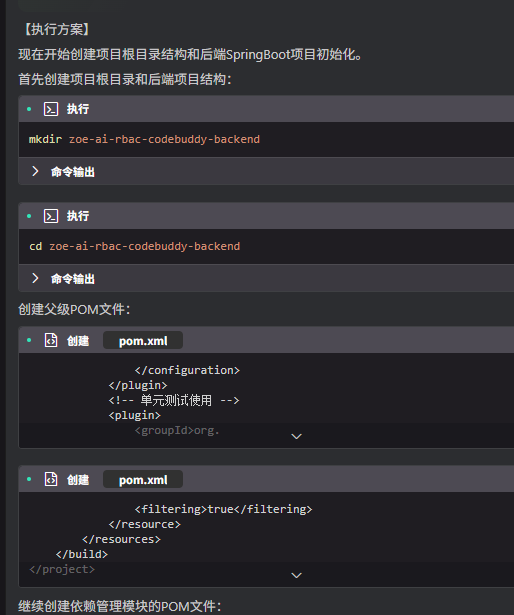 【执行方案】
现在开始创建项目根目录结构和后端SpringBoot项目初始化。
首先创建项目根目录和后端项目结构：
执行
mkdir zoe-ai-rbac-codebuddy-backend
命令输出
执行
cd zoe-ai-rbac-codebuddy-backend
命令输出
创建父级POM文件：
创建 pom.xml
</configuration>
</plugin>
<!-- 单元测试使用 -->
<plugin>
<groupId>org.
创建 pom.xml
<filtering>true</filtering>
</resource>
</resources>
</build>
</project>
继续创建依赖管理模块的POM文件：